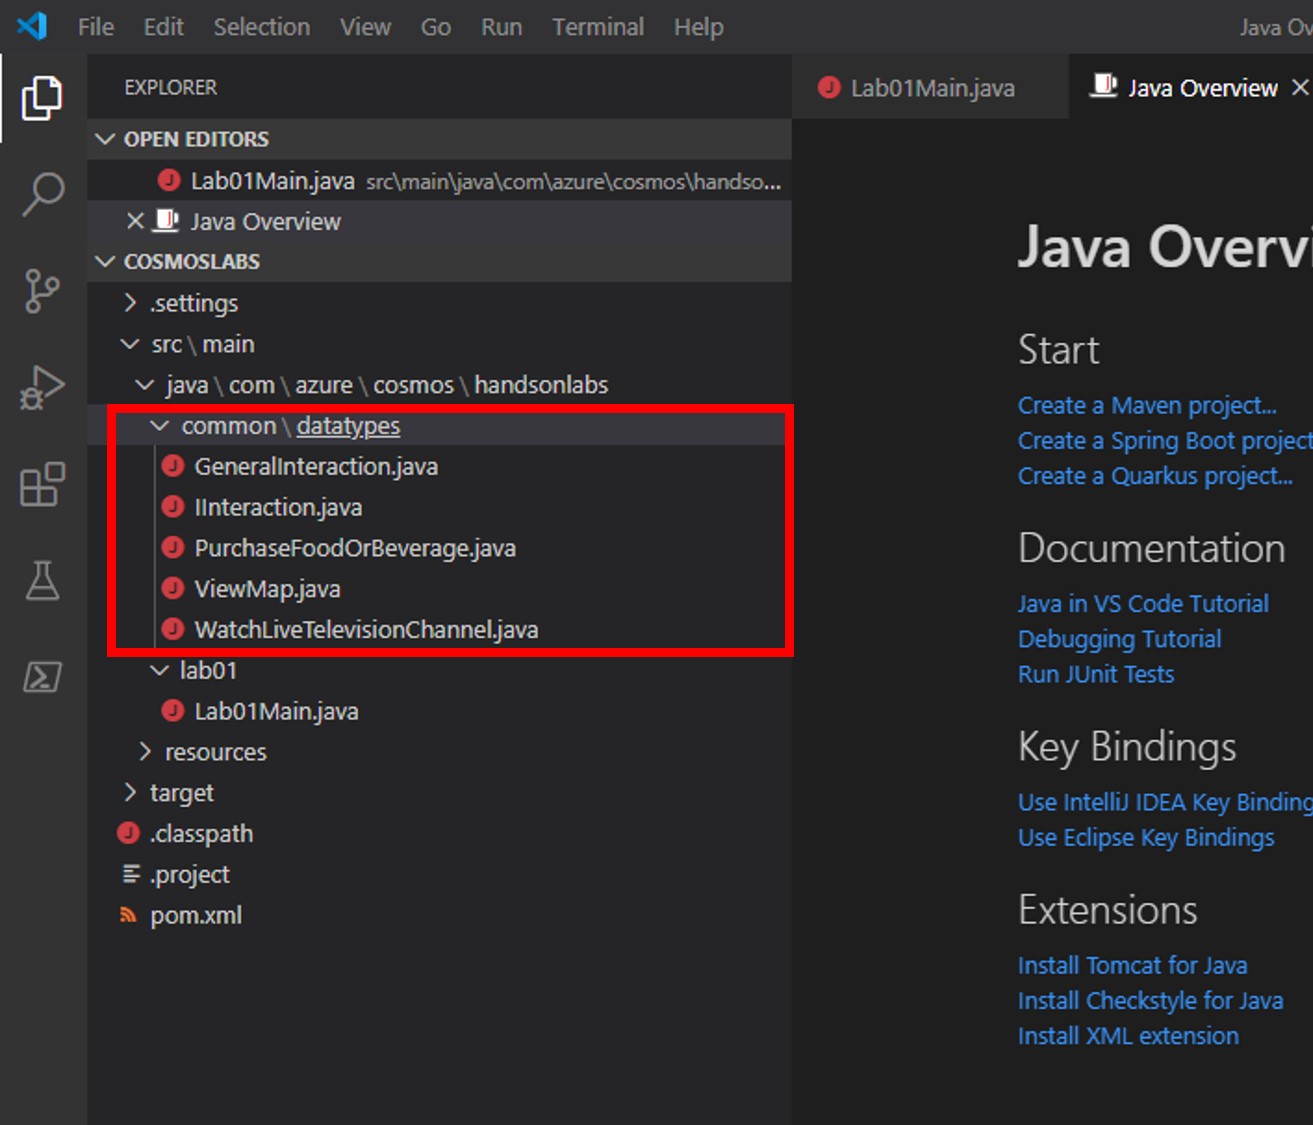 File Edit Selection View Go Run Terminal Help Java Ov
EXPLORER
OPEN EDITORS
Lab01Main.java src\main\java\com\azure\cosmos\handso...
Java Overview
COSMOSLABS
.settings
src \ main
java \ com \ azure \ cosmos \ handsonlabs
common \ datatypes
GeneralInteraction.java
IInteraction.java
PurchaseFoodOrBeverage.java
ViewMap.java
WatchLiveTelevisionChannel.java
lab01
Lab01Main.java
resources
target
.classpath
.project
pom.xml
Lab01Main.java Java Overview
Java Overvi
Start
Create a Maven project...
Create a Spring Boot project
Create a Quarkus project...
Documentation
Java in VS Code Tutorial
Debugging Tutorial
Run JUnit Tests
Key Bindings
Use IntelliJ IDEA Key Binding
Use Eclipse Key Bindings
Extensions
Install Tomcat for Java
Install Checkstyle for Java
Install XML extension